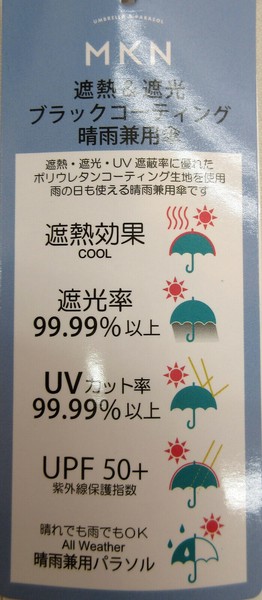 UMBRELLA & PARASOL
MKN
遮熱&遮光
ブラックコーティング
晴雨兼用傘
遮熱・遮光・UV遮蔽率に優れた
ポリウレタンコーティング生地を使用
雨の日も使える晴雨兼用傘です
遮熱効果
COOL
遮光率
99.99%以上
UVカット率
99.99%以上
UPF 50+
紫外線保護指数
晴れでも雨でもOK
All Weather
晴雨兼用パラソル